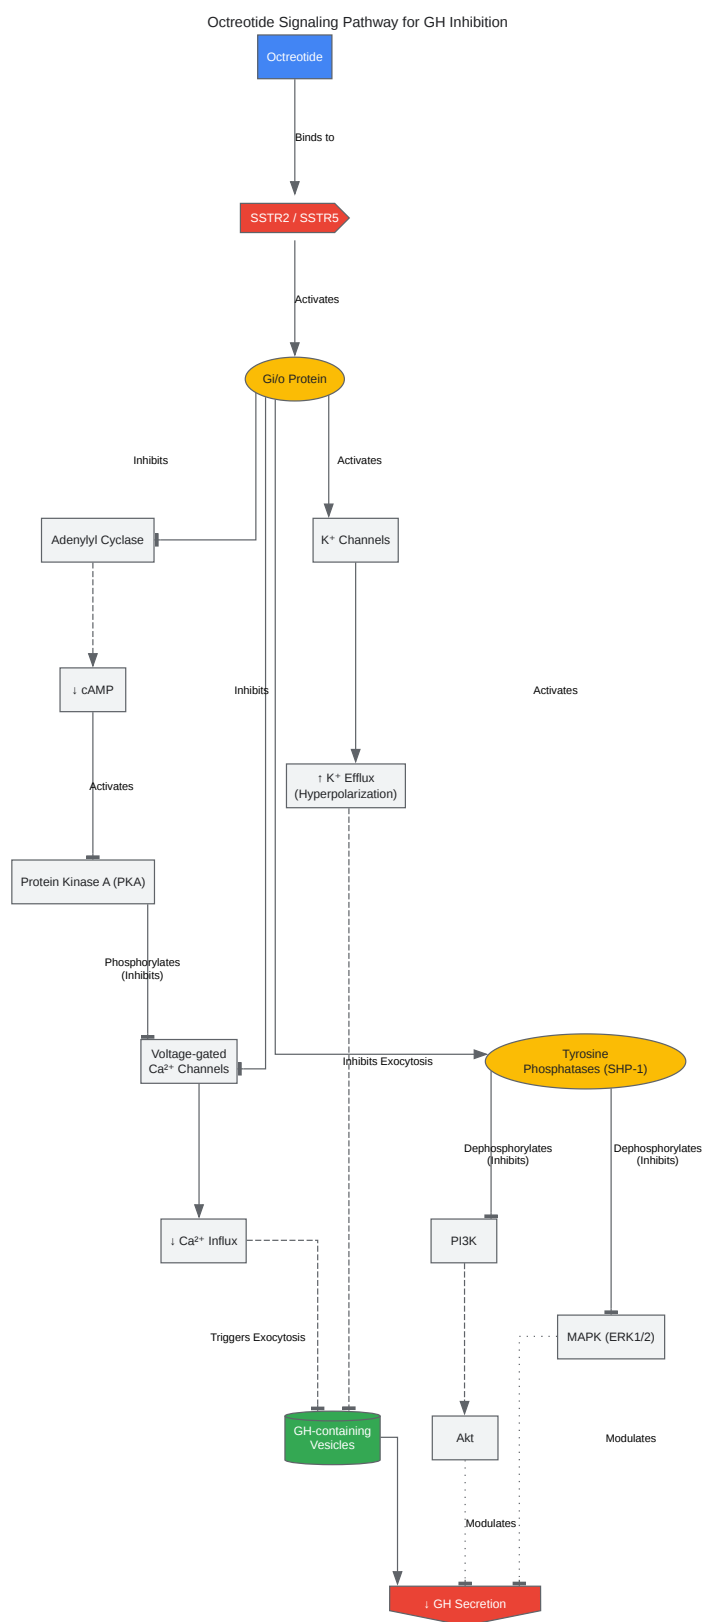 Octreotide Signaling Pathway for GH Inhibition
Octreotide
Binds to
SSTR2 / SSTR5
Activates
Gi/o Protein
Inhibits
Activates
Adenylyl Cyclase
K⁺ Channels
↓ cAMP
Inhibits
Activates
Activates
↑ K⁺ Efflux
(Hyperpolarization)
Protein Kinase A (PKA)
Phosphorylates
(Inhibits)
Voltage-gated
Ca²⁺ Channels
Inhibits Exocytosis
Tyrosine
Phosphatases (SHP-1)
Dephosphorylates
(Inhibits)
Dephosphorylates
(Inhibits)
↓ Ca²⁺ Influx
PI3K
Triggers Exocytosis
MAPK (ERK1/2)
GH-containing
Vesicles
Akt
Modulates
Modulates
↓ GH Secretion